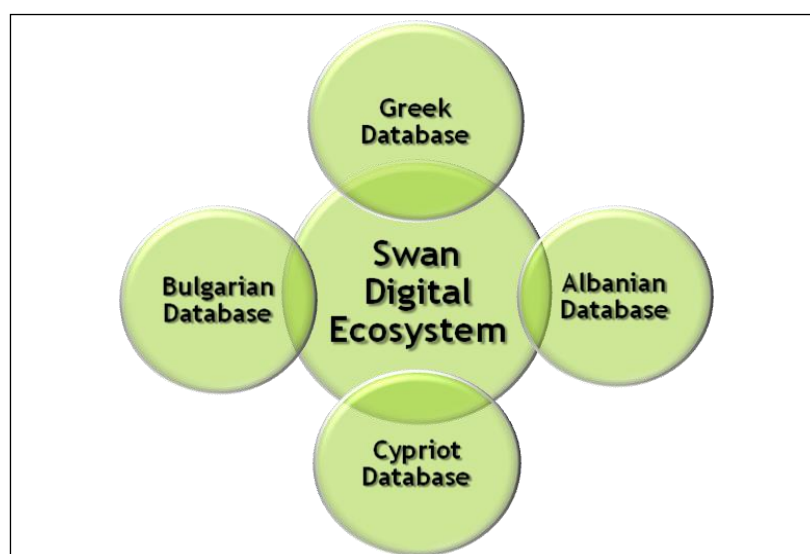 Greek
Database
Swan
Digital
Ecosystem
Bulgarian
Database
Albanian
Database
Cypriot
Database